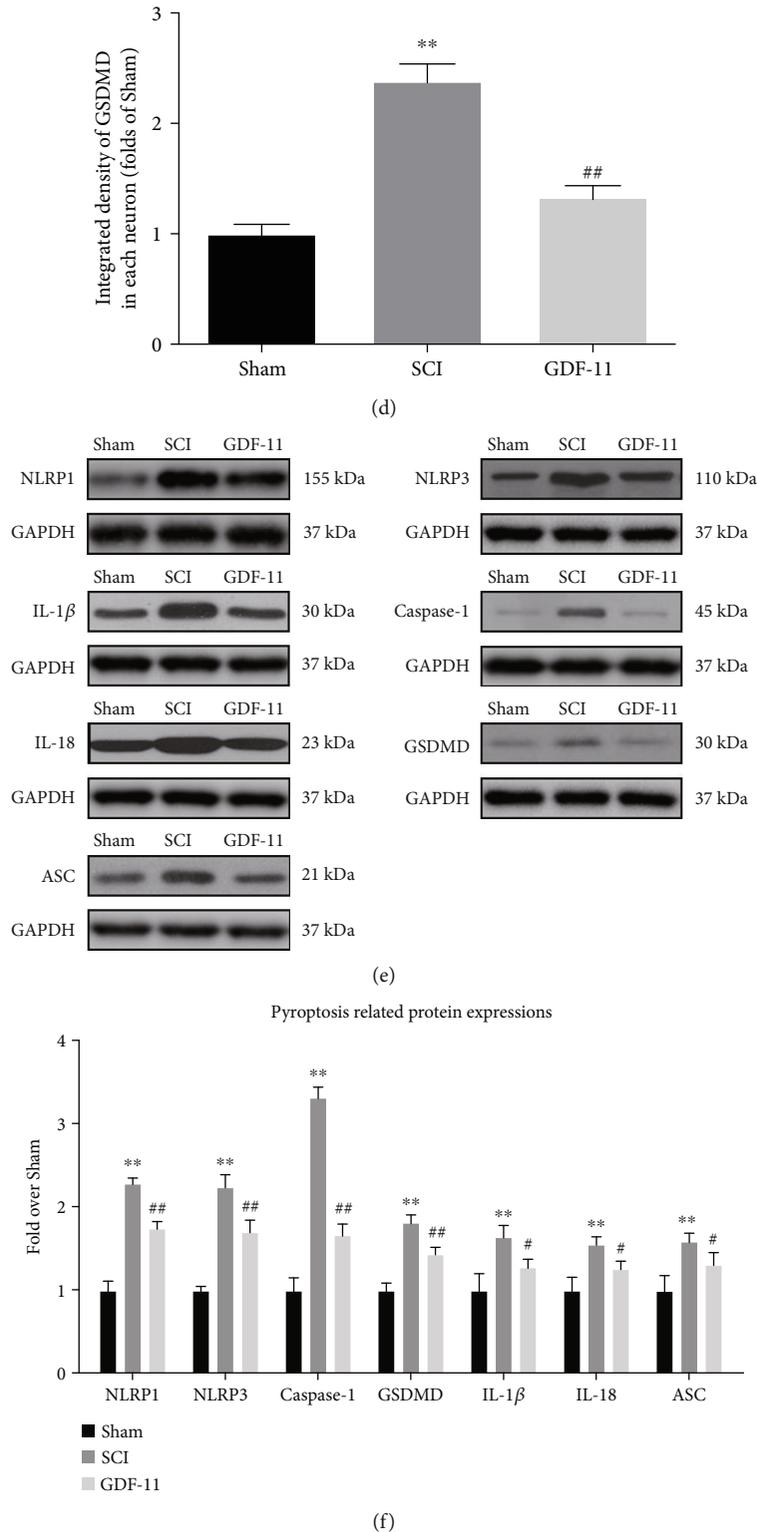 3
**
2
##
1
0
Integrated density of GSDMD
in each neuron (folds of Sham)
Sham SCI GDF-11
(d)
Sham SCI GDF-11
NLRP1 155 kDa
GAPDH 37 kDa
Sham SCI GDF-11
IL-1β 30 kDa
GAPDH 37 kDa
Sham SCI GDF-11
IL-18 23 kDa
GAPDH 37 kDa
Sham SCI GDF-11
ASC 21 kDa
GAPDH 37 kDa
Sham SCI GDF-11
NLRP3 110 kDa
GAPDH 37 kDa
Sham SCI GDF-11
Caspase-1 45 kDa
GAPDH 37 kDa
Sham SCI GDF-11
GSDMD 30 kDa
GAPDH 37 kDa
(e)
Pyroptosis related protein expressions
4
3
2
1
0
Fold over Sham
** ## ** ## ** ## ** ## ** # ** # ** #
NLRP1 NLRP3 Caspase-1 GSDMD IL-1β IL-18 ASC
Sham
SCI
GDF-11
(f)